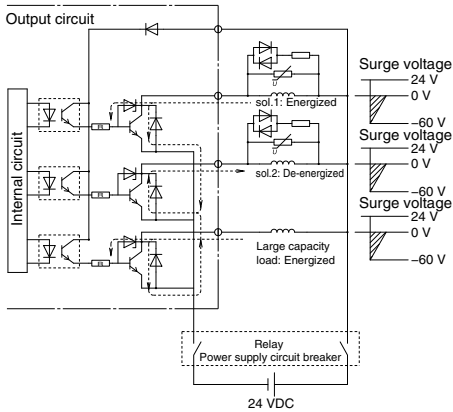 Output circuit
Internal circuit
Surge voltage
24 V
0 V
–60 V
sol.1: Energized
Surge voltage
24 V
0 V
–60 V
sol.2: De-energized
Surge voltage
24 V
0 V
–60 V
Large capacity
load: Energized
Relay
Power supply circuit breaker
24 VDC